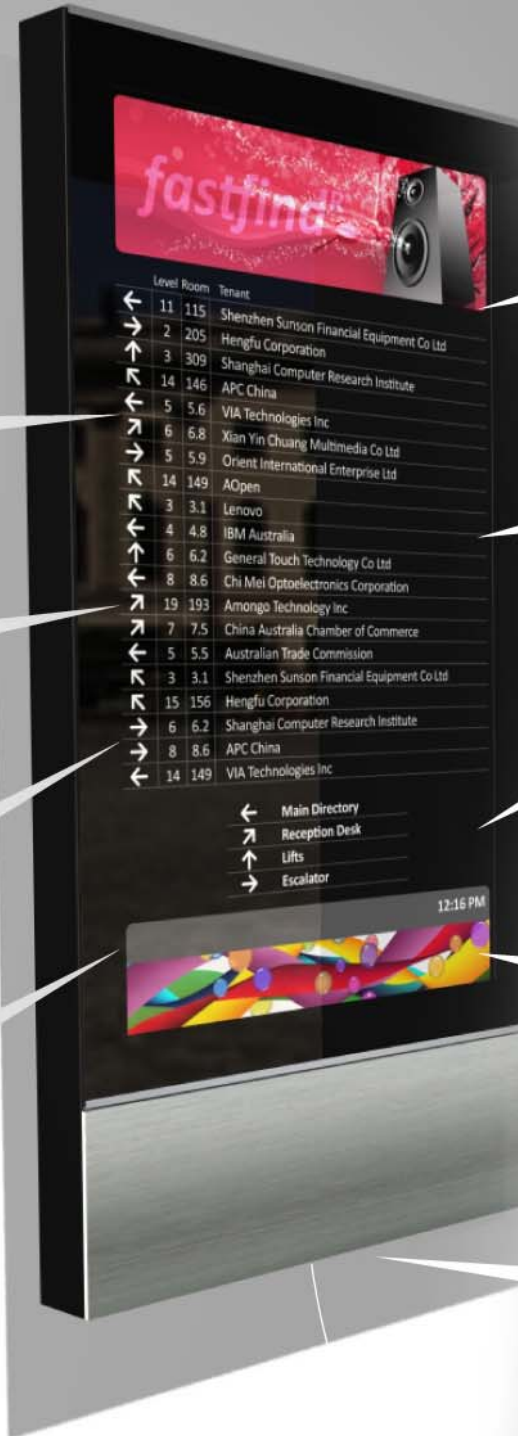 fastfind
Level Room Tenant
← 11 115 Shenzhen Sunson Financial Equipment Co Ltd
→ 2 205 Hengfu Corporation
↑ 3 309 Shanghai Computer Research Institute
↖ 14 146 APC China
← 5 5.6 VIA Technologies Inc
↗ 6 6.8 Xian Yin Chuang Multimedia Co Ltd
→ 5 5.9 Orient International Enterprise Ltd
↖ 14 149 AOpen
↖ 3 3.1 Lenovo
← 4 4.8 IBM Australia
↑ 6 6.2 General Touch Technology Co Ltd
← 8 8.6 Chi Mei Optoelectronics Corporation
↗ 19 193 Amongo Technology Inc
↗ 7 7.5 China Australia Chamber of Commerce
← 5 5.5 Australian Trade Commission
↖ 3 3.1 Shenzhen Sunson Financial Equipment Co Ltd
↖ 15 156 Hengfu Corporation
→ 6 6.2 Shanghai Computer Research Institute
→ 8 8.6 APC China
← 14 149 VIA Technologies Inc
← Main Directory
↗ Reception Desk
↑ Lifts
→ Escalator
12:16 PM